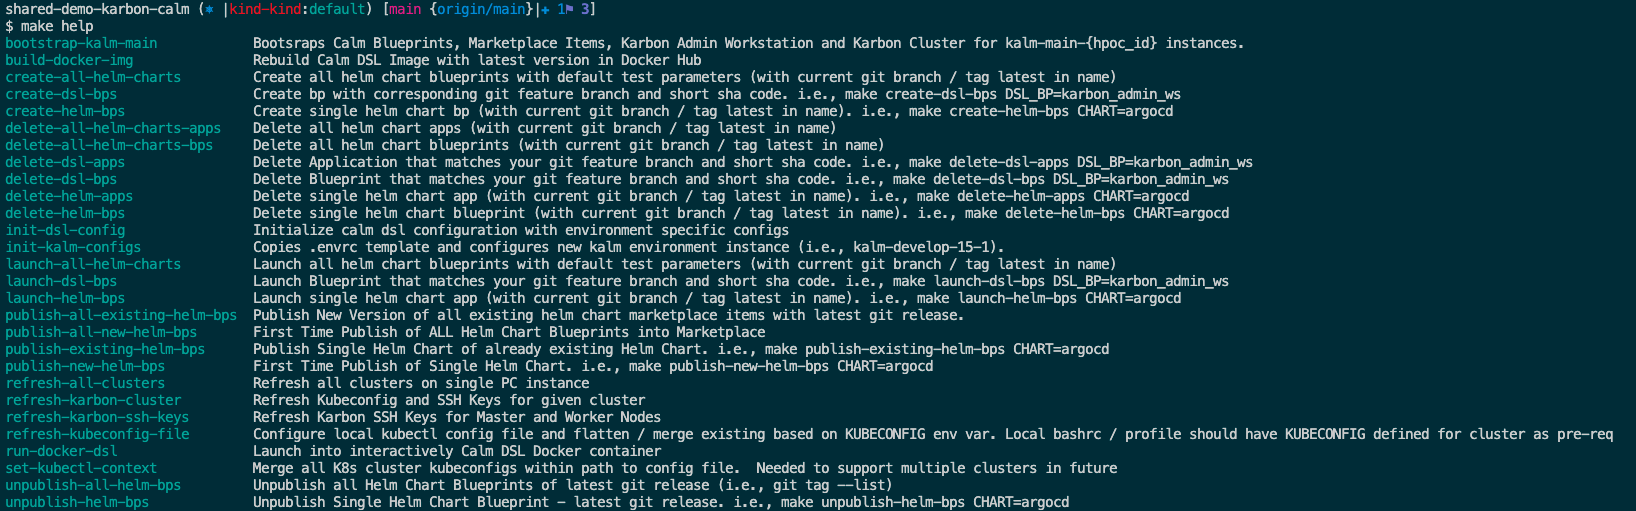 shared-demo-karbon-calm (⎈ |kind-kind:default) [main {origin/main}|✚ 1⚑ 3]
$ make help
bootstrap-kalm-main Bootsraps Calm Blueprints, Marketplace Items, Karbon Admin Workstation and Karbon Cluster for kalm-main-{hpoc_id} instances.
build-docker-img Rebuild Calm DSL Image with latest version in Docker Hub
create-all-helm-charts Create all helm chart blueprints with default test parameters (with current git branch / tag latest in name)
create-dsl-bps Create bp with corresponding git feature branch and short sha code. i.e., make create-dsl-bps DSL_BP=karbon_admin_ws
create-helm-bps Create single helm chart bp (with current git branch / tag latest in name). i.e., make create-helm-bps CHART=argocd
delete-all-helm-charts-apps Delete all helm chart apps (with current git branch / tag latest in name)
delete-all-helm-charts-bps Delete all helm chart blueprints (with current git branch / tag latest in name)
delete-dsl-apps Delete Application that matches your git feature branch and short sha code. i.e., make delete-dsl-apps DSL_BP=karbon_admin_ws
delete-dsl-bps Delete Blueprint that matches your git feature branch and short sha code. i.e., make delete-dsl-bps DSL_BP=karbon_admin_ws
delete-helm-apps Delete single helm chart app (with current git branch / tag latest in name). i.e., make delete-helm-apps CHART=argocd
delete-helm-bps Delete single helm chart blueprint (with current git branch / tag latest in name). i.e., make delete-helm-bps CHART=argocd
init-dsl-config Initialize calm dsl configuration with environment specific configs
init-kalm-configs Copies .envrc template and configures new kalm environment instance (i.e., kalm-develop-15-1).
launch-all-helm-charts Launch all helm chart blueprints with default test parameters (with current git branch / tag latest in name)
launch-dsl-bps Launch Blueprint that matches your git feature branch and short sha code. i.e., make launch-dsl-bps DSL_BP=karbon_admin_ws
launch-helm-bps Launch single helm chart app (with current git branch / tag latest in name). i.e., make launch-helm-bps CHART=argocd
publish-all-existing-helm-bps Publish New Version of all existing helm chart marketplace items with latest git release.
publish-all-new-helm-bps First Time Publish of ALL Helm Chart Blueprints into Marketplace
publish-existing-helm-bps Publish Single Helm Chart of already existing Helm Chart. i.e., make publish-existing-helm-bps CHART=argocd
publish-new-helm-bps First Time Publish of Single Helm Chart. i.e., make publish-new-helm-bps CHART=argocd
refresh-all-clusters Refresh all clusters on single PC instance
refresh-karbon-cluster Refresh Kubeconfig and SSH Keys for given cluster
refresh-karbon-ssh-keys Refresh Karbon SSH Keys for Master and Worker Nodes
refresh-kubeconfig-file Configure local kubectl config file and flatten / merge existing based on KUBECONFIG env var. Local bashrc / profile should have KUBECONFIG defined for cluster as pre-req
run-docker-dsl Launch into interactively Calm DSL Docker container
set-kubectl-context Merge all K8s cluster kubeconfigs within path to config file.  Needed to support multiple clusters in future
unpublish-all-helm-bps Unpublish all Helm Chart Blueprints of latest git release (i.e., git tag --list)
unpublish-helm-bps Unpublish Single Helm Chart Blueprint - latest git release. i.e., make unpublish-helm-bps CHART=argocd